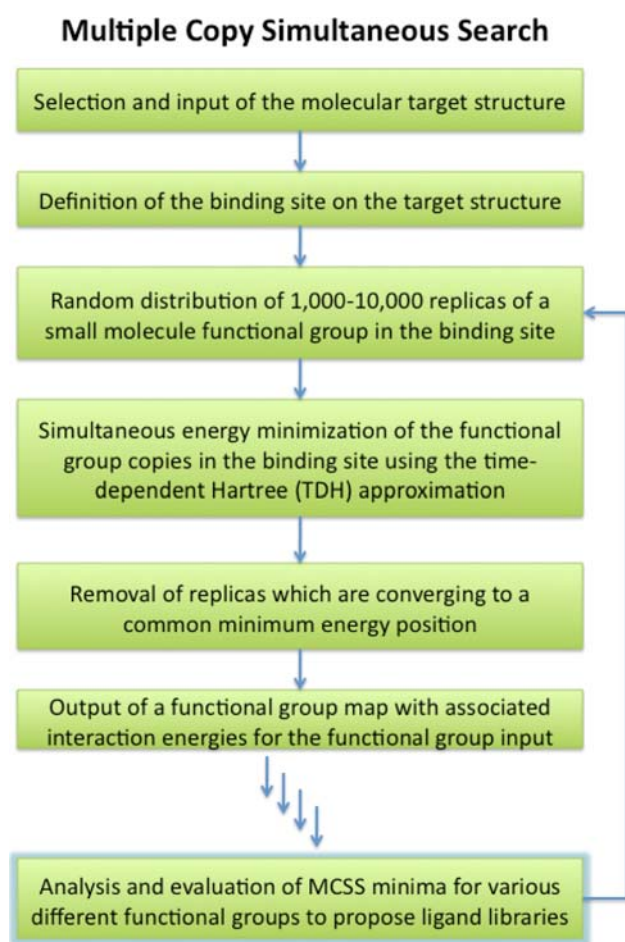 Multiple Copy Simultaneous Search
Selection and input of the molecular target structure
Definition of the binding site on the target structure
Random distribution of 1,000-10,000 replicas of a
small molecule functional group in the binding site
Simultaneous energy minimization of the functional
group copies in the binding site using the time-
dependent Hartree (TDH) approximation
Removal of replicas which are converging to a
common minimum energy position
Output of a functional group map with associated
interaction energies for the functional group input
Analysis and evaluation of MCSS minima for various
different functional groups to propose ligand libraries